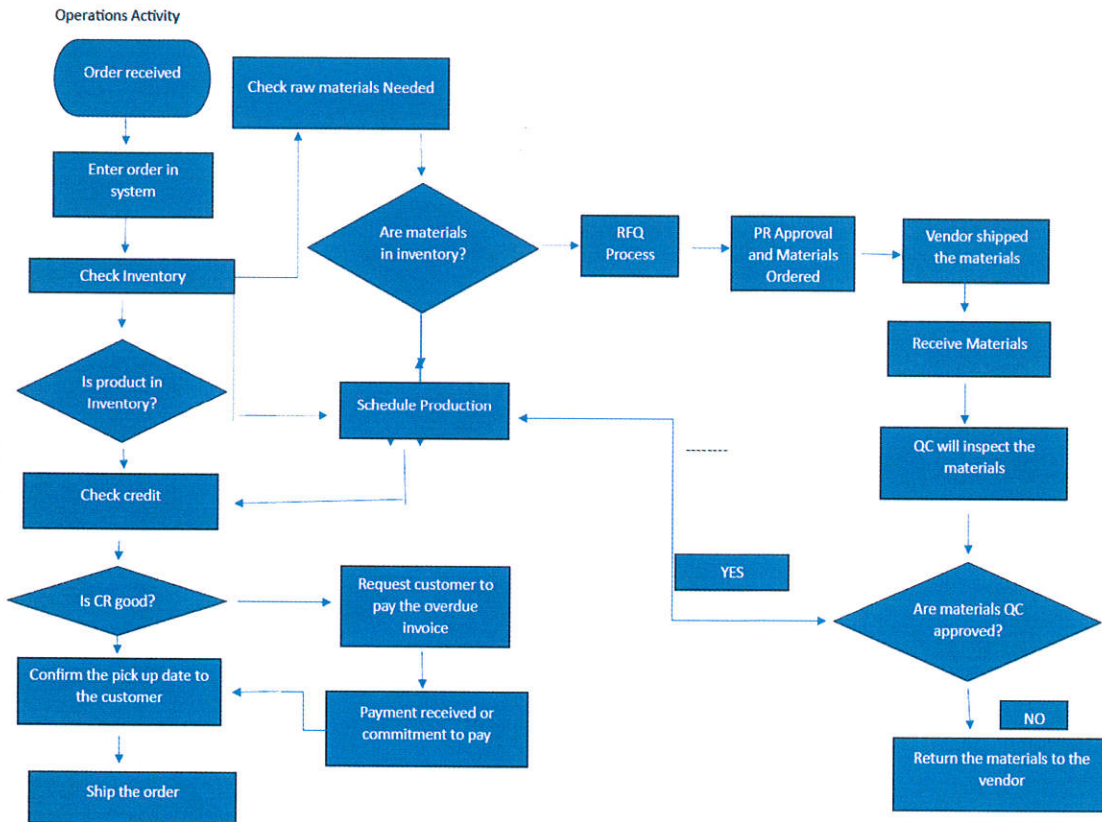 Operations Activity
Order received
Enter order in
system
Check Inventory
Is product in
Inventory?
Check credit
Is CR good?
Confirm the pick up date to
the customer
Ship the order
Check raw materials Needed
Are materials
in inventory?
Schedule Production
Request customer to
pay the overdue
invoice
Payment received or
commitment to pay
RFQ
Process
PR Approval
and Materials
Ordered
Vendor shipped
the materials
Receive Materials
QC will inspect the
materials
Are materials QC
approved?
YES
NO
Return the materials to the
vendor